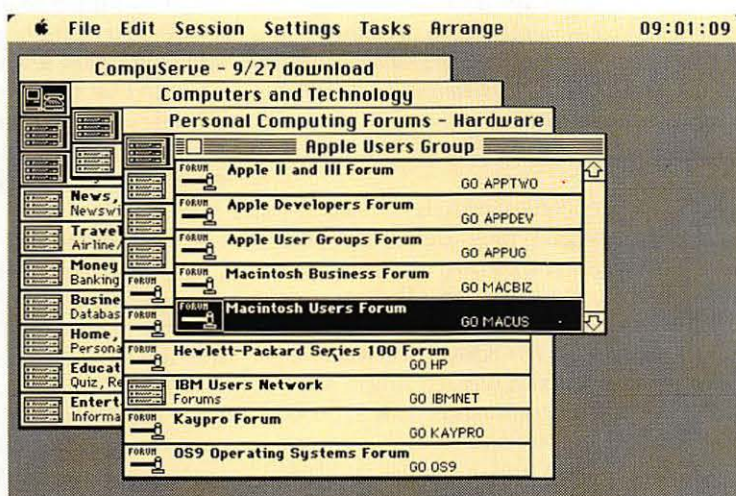 File Edit Session Settings Tasks Arrange 09:01:09
CompuServe - 9/27 download
Computers and Technology
Personal Computing Forums - Hardware
Apple Users Group
FORUM Apple II and III Forum
GO APPTWO
FORUM Apple Developers Forum
GO APPDEV
FORUM Apple User Groups Forum
GO APPUG
FORUM Macintosh Business Forum
GO MACBIZ
FORUM Macintosh Users Forum
GO MACUS
FORUM Hewlett-Packard Series 100 Forum
GO HP
IBM Users Network
Forums GO IBMNET
FORUM Kaypro Forum
GO KAYPRO
FORUM OS9 Operating Systems Forum
GO OS9
FORUM
FORUM
News,
Newswi
Travel
Airline/
Money
Banking
Busine
Databas
Home,
Persona
Educat
Quiz, Re
Entert
Informa